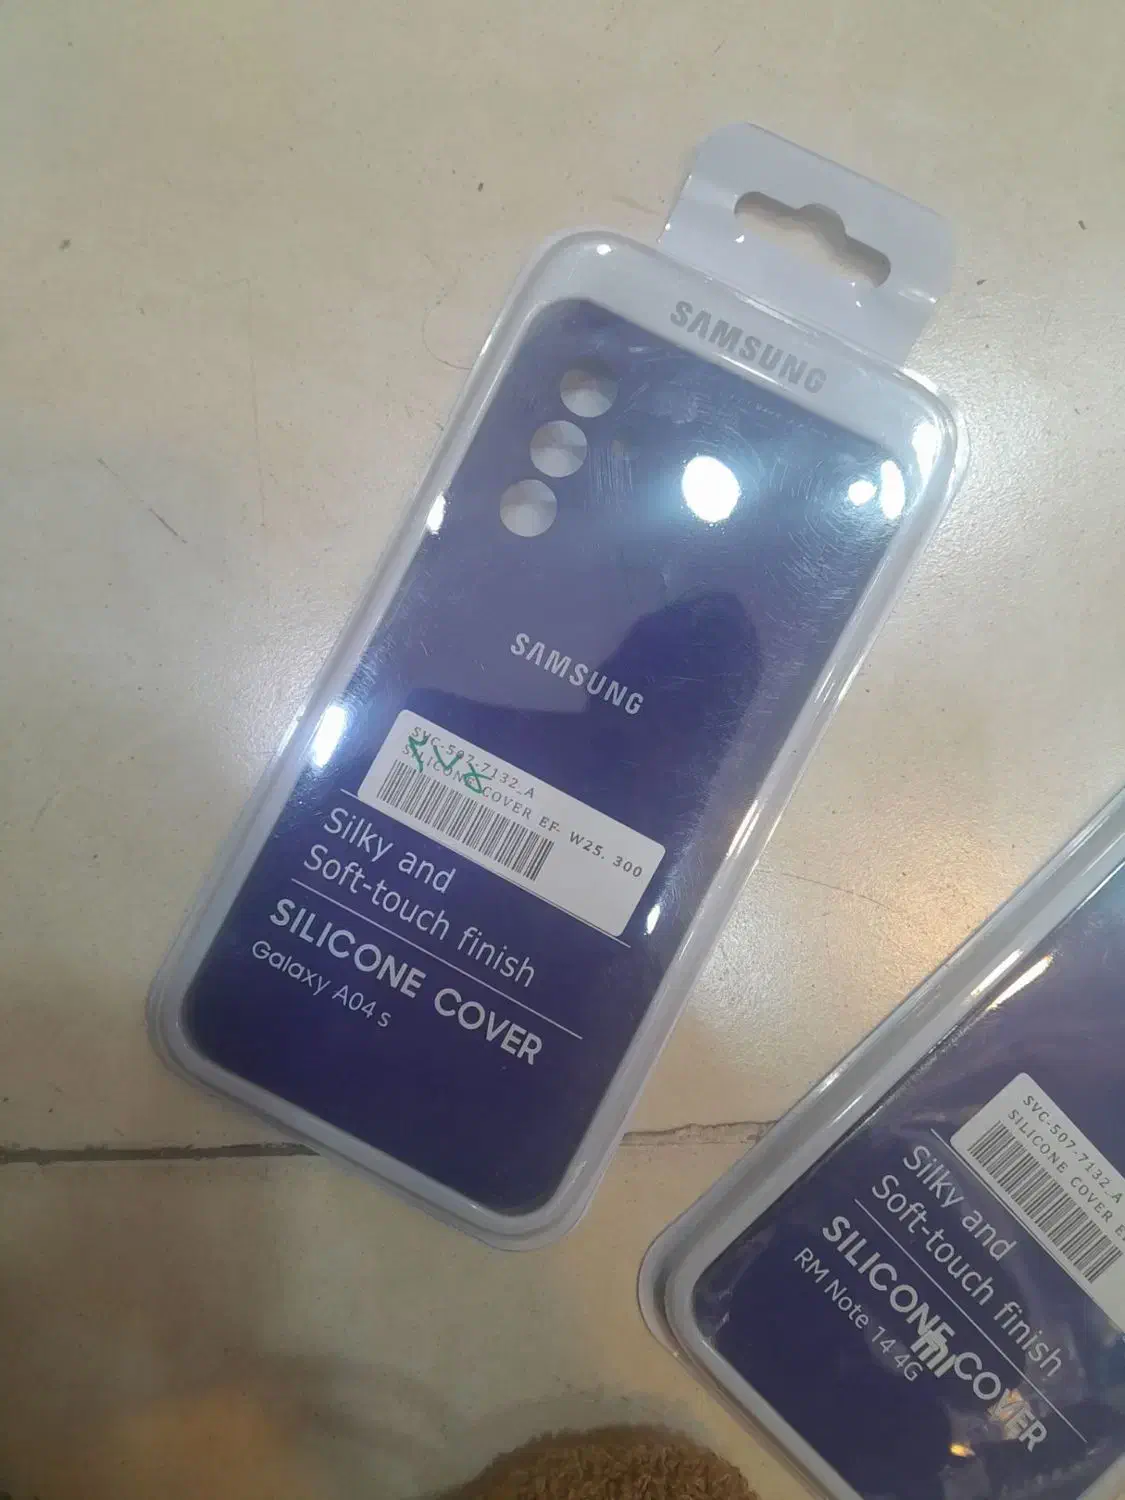 SAMSUNG
SAMSUNG
SVC-507-7132_A
SILICONE COVER EF- W25. 300
Silky and
Soft-touch finish
SILICONE COVER
Galaxy A04 s
SVC-507-7132_A
SILICONE COVER
Silky and
Soft-touch finish
SILICONE COVER
RM Note 14 4G
mi